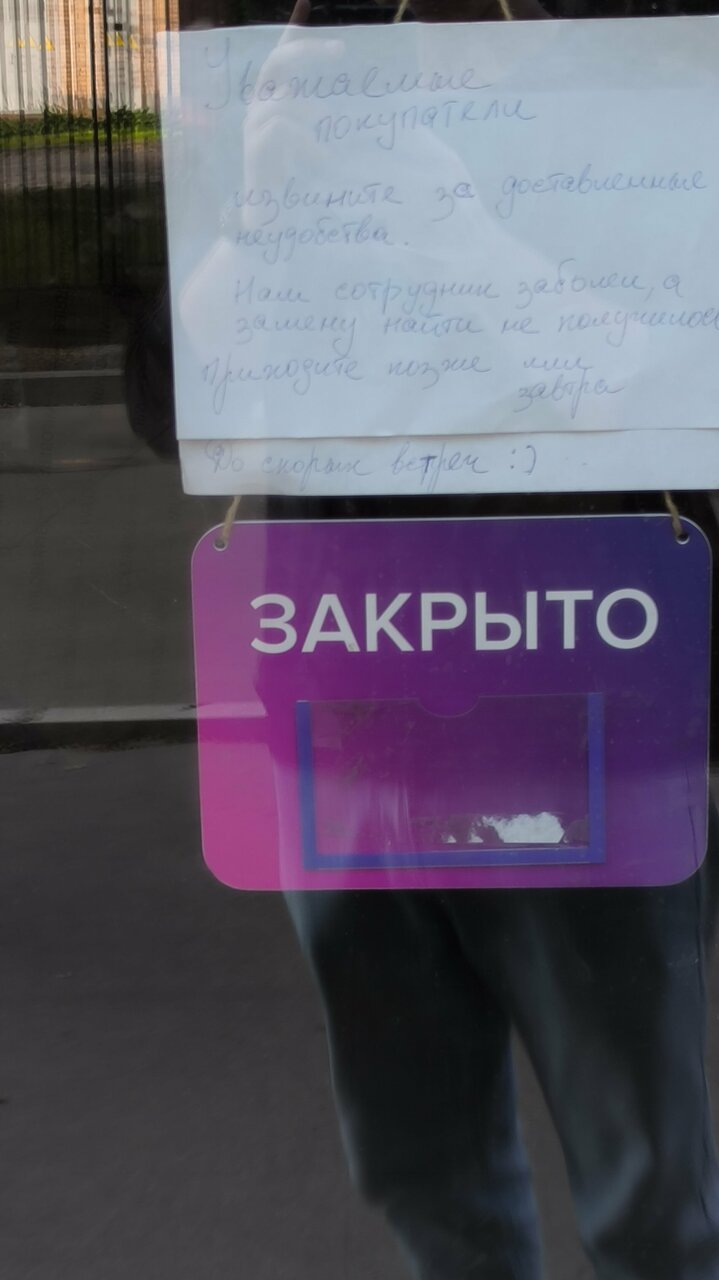 Уважаемые
покупатели
извините за доставленные
неудобства.
Наш сотрудник заболел, а
замену найти не получилось
Приходите позже или
завтра
До скорых встреч :)
ЗАКРЫТО